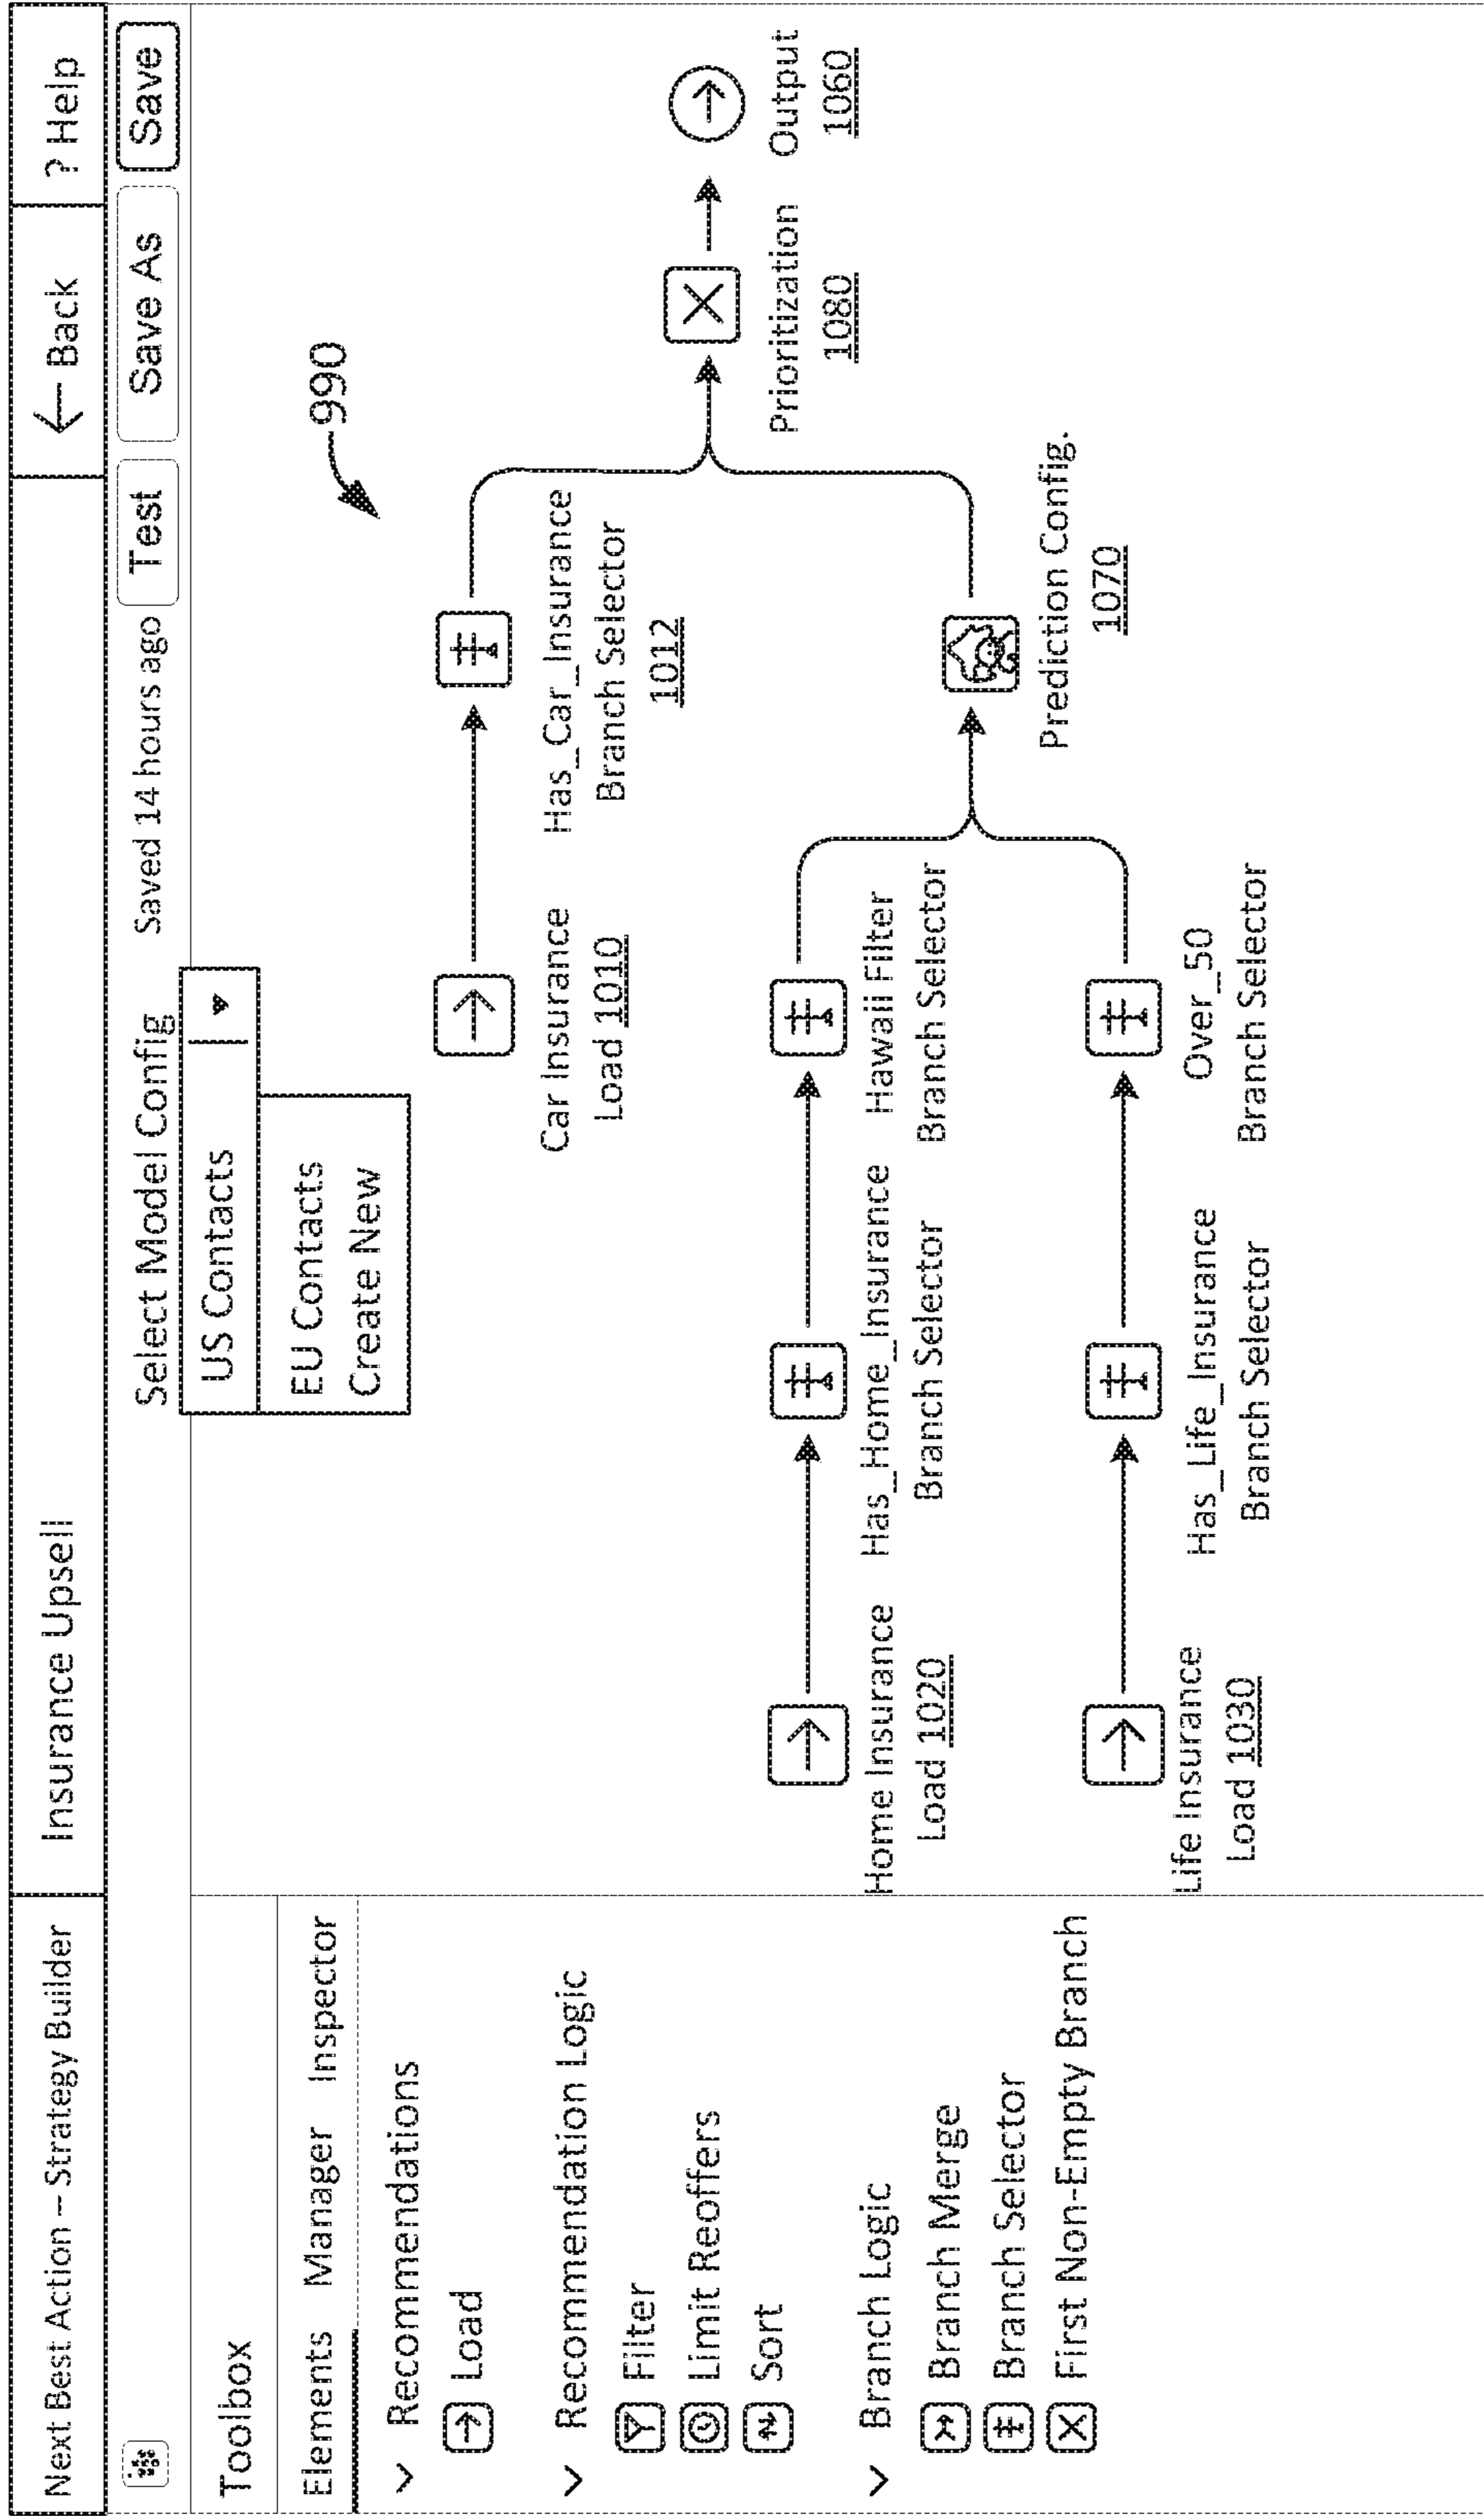 Next Best Action – Strategy Builder
Insurance Upsell
← Back
? Help
Select Model Config
Saved 14 hours ago
Test
Save As
Save
US Contacts
EU Contacts
Create New
Toolbox
Elements Manager Inspector
Recommendations
Load
Recommendation Logic
Filter
Limit Reoffers
Sort
Branch Logic
Branch Merge
Branch Selector
First Non-Empty Branch
990
Car Insurance
Load 1010
Has_Car_Insurance
Branch Selector
1012
Home Insurance
Load 1020
Has_Home_Insurance
Branch Selector
Hawaii Filter
Branch Selector
Life Insurance
Load 1030
Has_Life_Insurance
Branch Selector
Over_50
Branch Selector
Prediction Config.
1070
Prioritization
1080
Output
1060